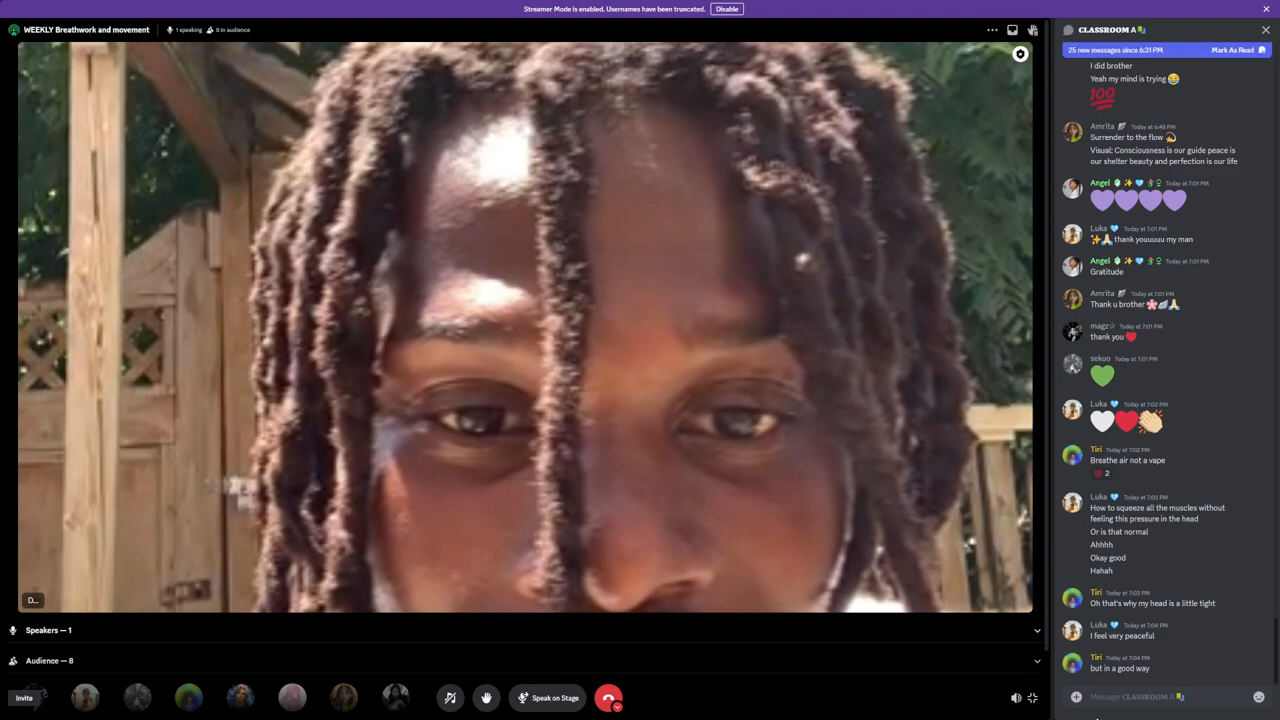 Streamer Mode is enabled. Usernames have been truncated. Disable
WEEKLY Breathwork and movement
1 speaking
8 in audience
D...
Speakers — 1
Audience — 8
Invite
Speak on Stage
CLASSROOM A
25 new messages since 6:31 PM
Mark As Read
I did brother
Yeah my mind is trying 😂
💯
Amrita Today at 6:48 PM
Surrender to the flow 💫
Visual: Consciousness is our guide peace is
our shelter beauty and perfection is our life
Angel Today at 7:01 PM
💜💜💜💜
Luka 🩵 Today at 7:01 PM
✨🙏 thank youuuuu my man
Angel Today at 7:01 PM
Gratitude
Amrita Today at 7:01 PM
Thank u brother
magz☆ Today at 7:01 PM
thank you ❤️
sekuo Today at 7:01 PM
💚
Luka 🩵 Today at 7:02 PM
🤍❤️👏
Tiri Today at 7:02 PM
Breathe air not a vape
❤️ 2
Luka 🩵 Today at 7:03 PM
How to squeeze all the muscles without
feeling this pressure in the head
Or is that normal
Ahhhh
Okay good
Hahah
Tiri Today at 7:03 PM
Oh that's why my head is a little tight
Luka 🩵 Today at 7:04 PM
I feel very peaceful
Tiri Today at 7:04 PM
but in a good way
Message CLASSROOM A